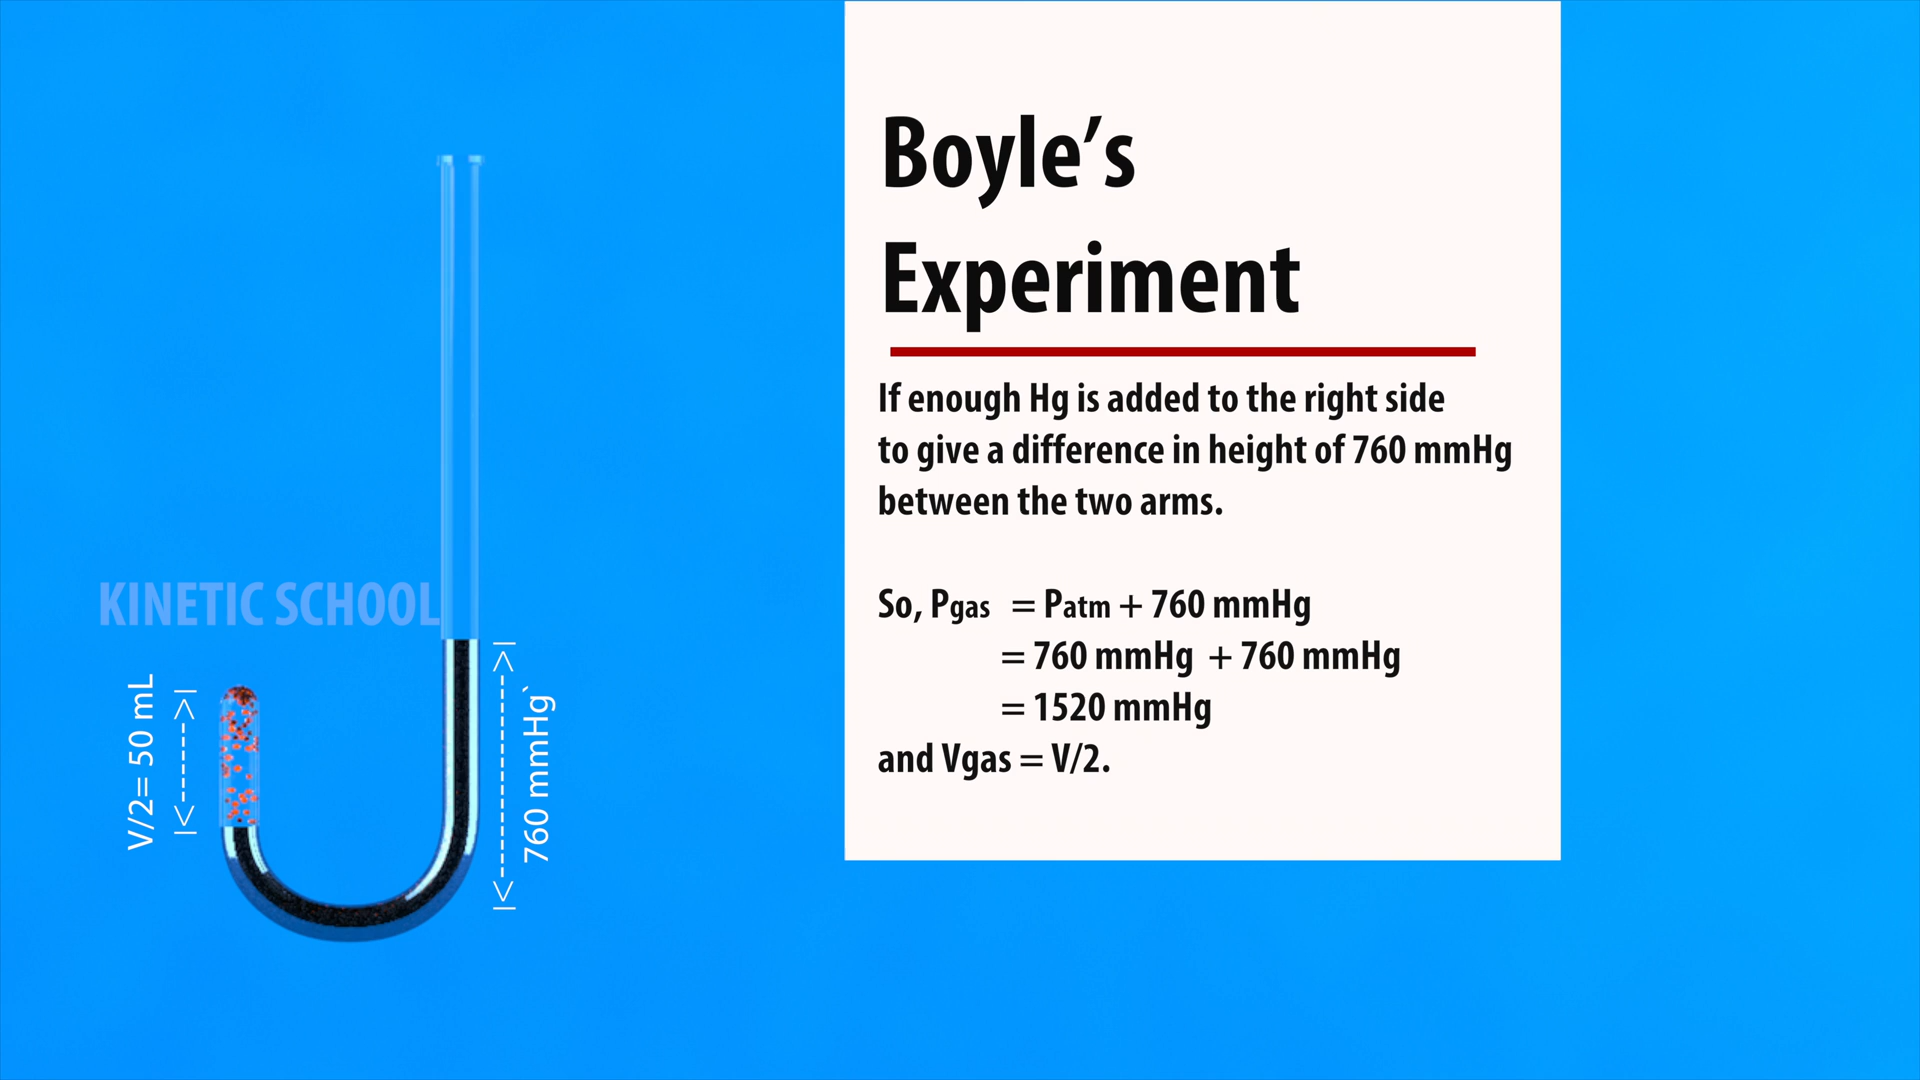 Boyle’s
Experiment
If enough Hg is added to the right side
to give a difference in height of 760 mmHg
between the two arms.
So, Pgas = Patm + 760 mmHg
= 760 mmHg + 760 mmHg
= 1520 mmHg
and Vgas = V/2.
KINETIC SCHOOL
V/2= 50 mL
|<------>|
|<--------------->|
760 mmHg`